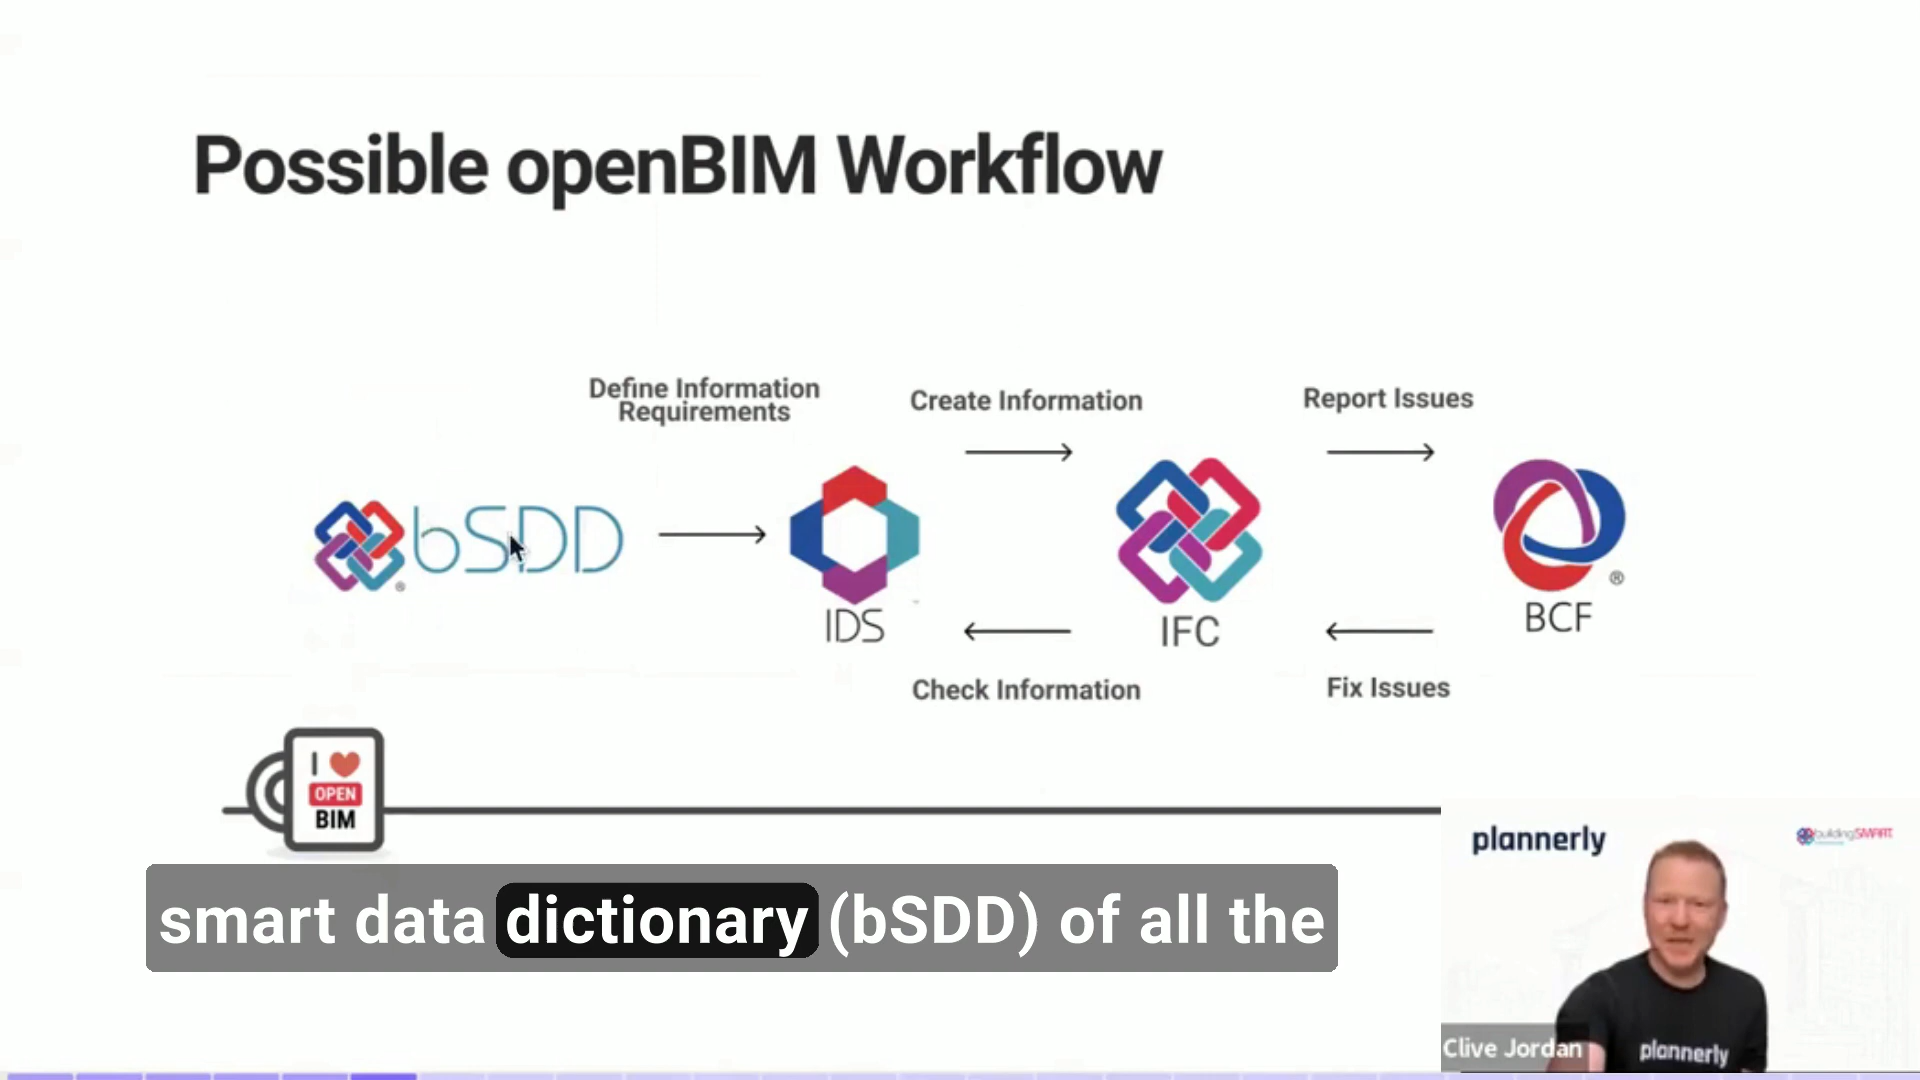 Possible openBIM Workflow
Define Information
Requirements
Create Information
Report Issues
bSDD
®
IDS
IFC
®
BCF
Check Information
Fix Issues
I ❤
OPEN
BIM
plannerly
buildingSMART
smart data dictionary (bSDD) of all the
Clive Jordan
plannerly